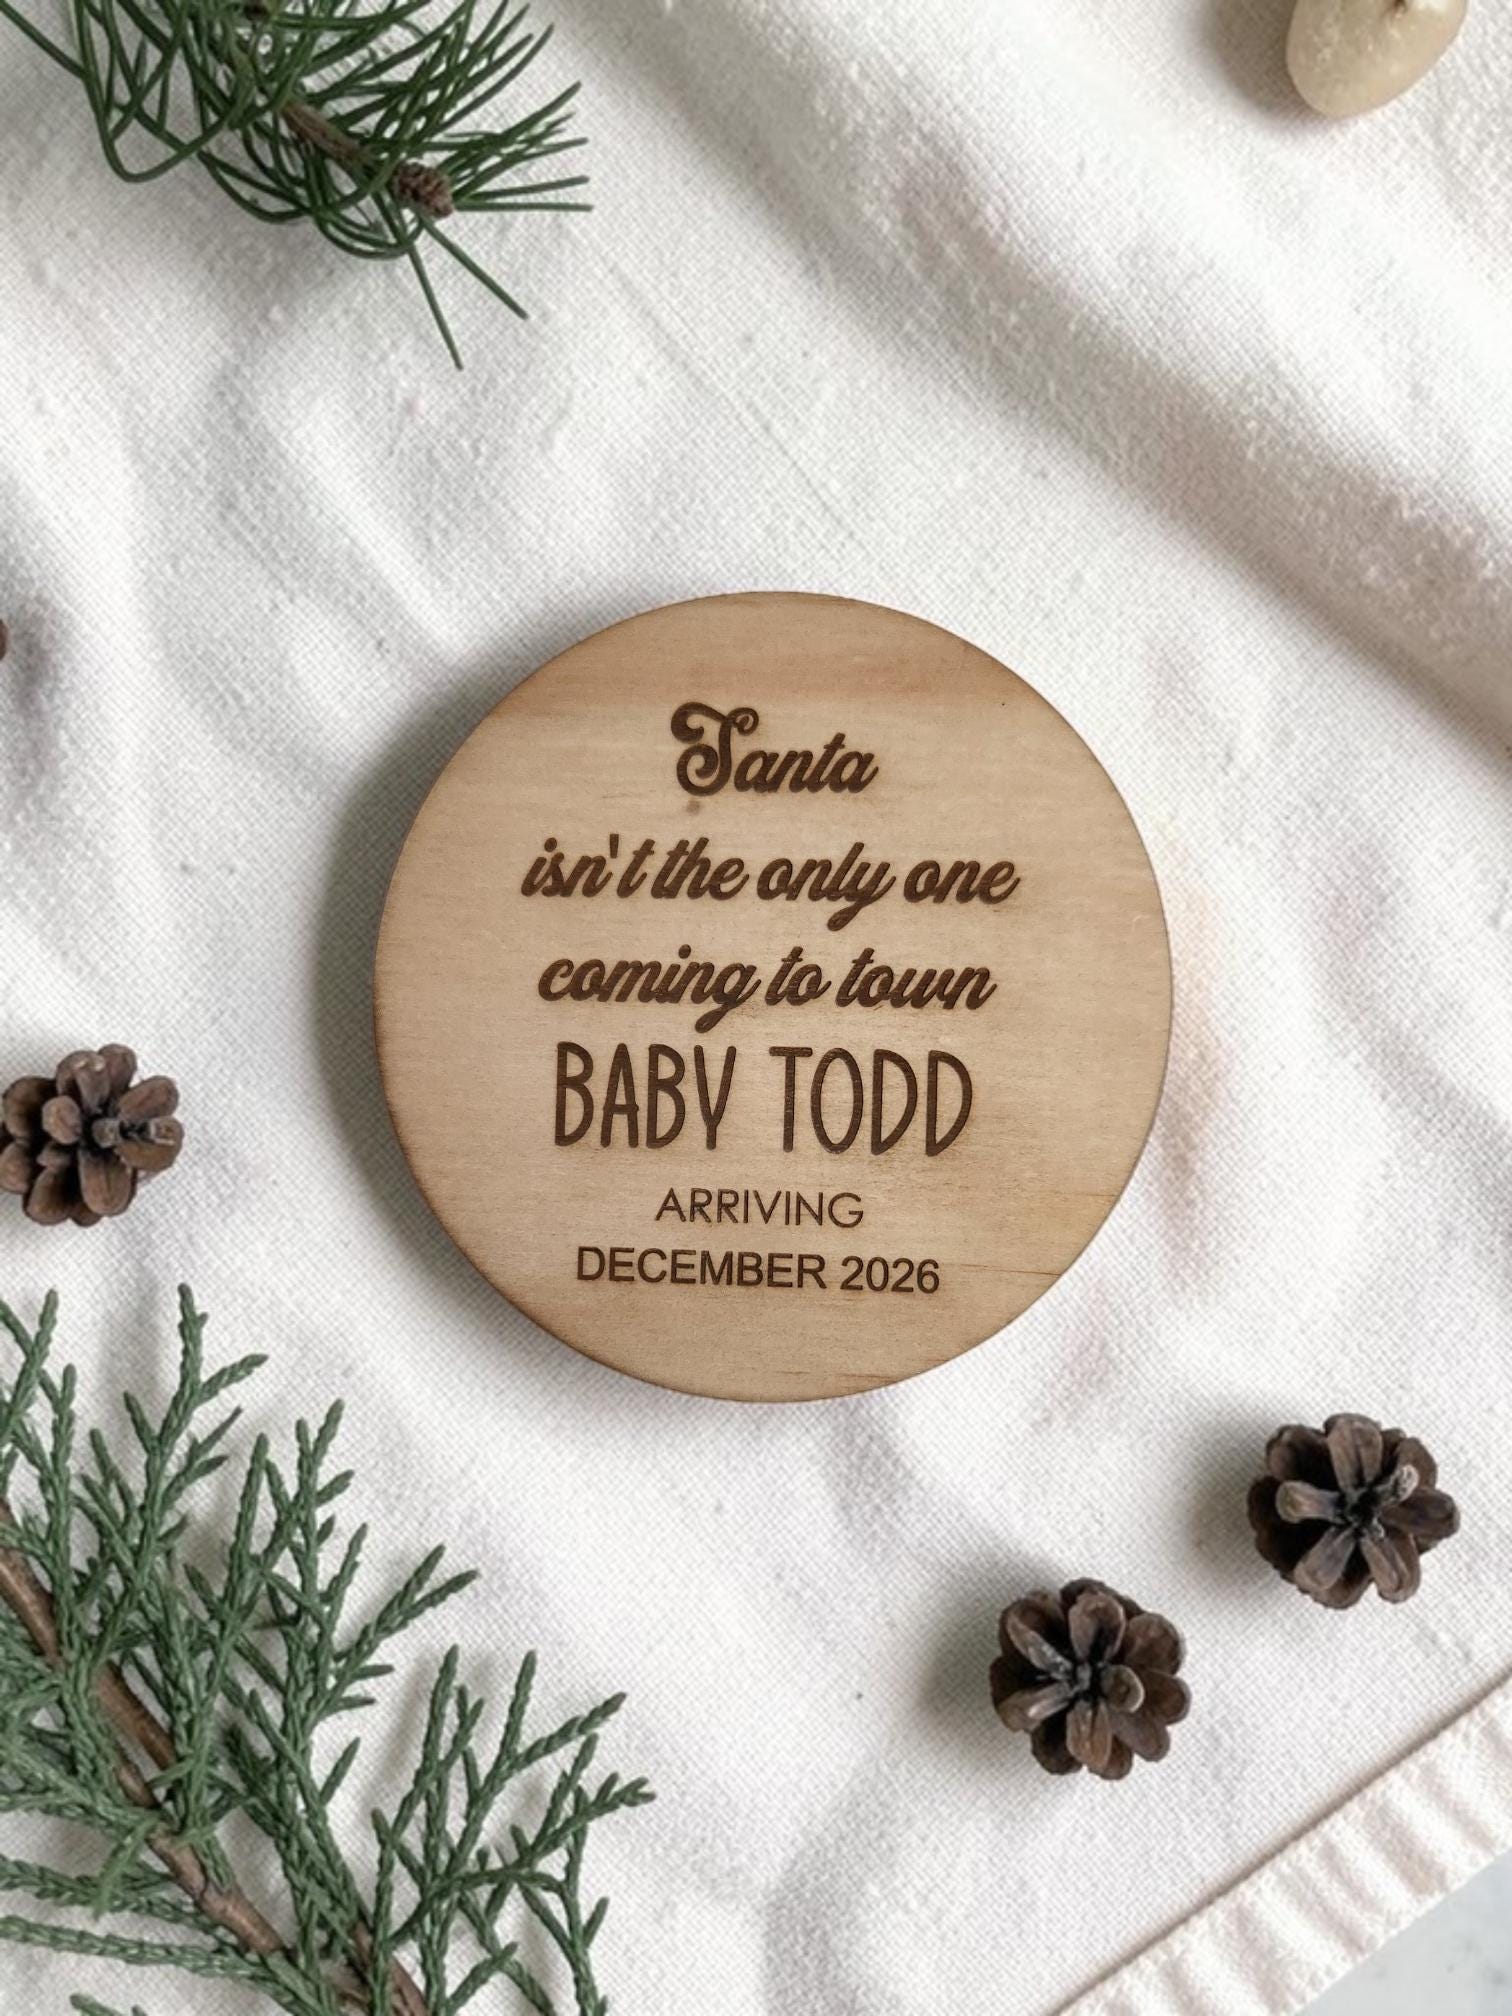 Santa
isn't the only one
coming to town
BABY TODD
ARRIVING
DECEMBER 2026